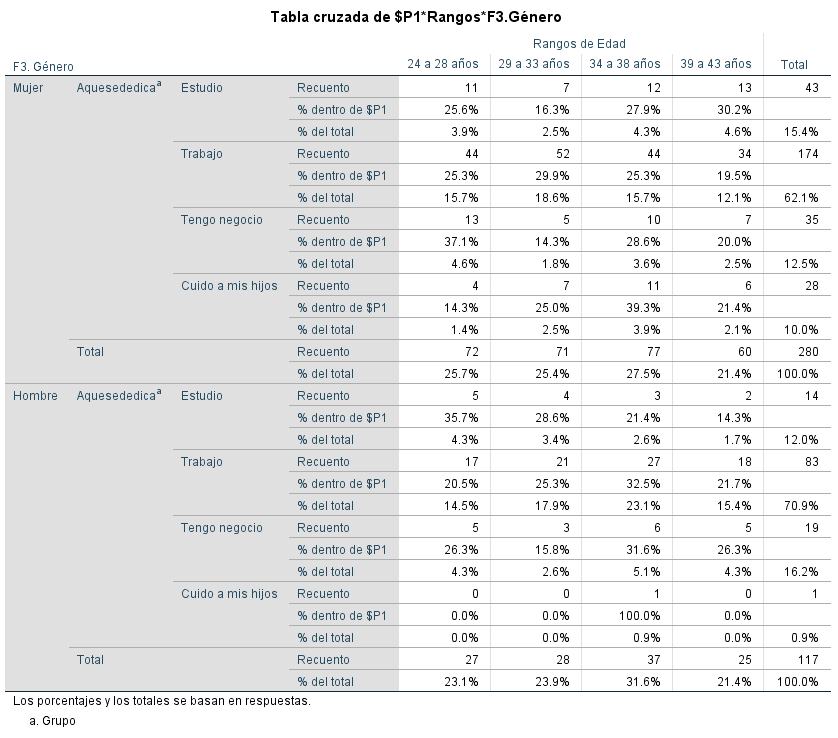 Tabla cruzada de $P1*Rangos*F3.Género
Rangos de Edad
F3. Género 24 a 28 años 29 a 33 años 34 a 38 años 39 a 43 años Total
Mujer Aquesededicaa Estudio Recuento 11 7 12 13 43
% dentro de $P1 25.6% 16.3% 27.9% 30.2%
% del total 3.9% 2.5% 4.3% 4.6% 15.4%
Trabajo Recuento 44 52 44 34 174
% dentro de $P1 25.3% 29.9% 25.3% 19.5%
% del total 15.7% 18.6% 15.7% 12.1% 62.1%
Tengo negocio Recuento 13 5 10 7 35
% dentro de $P1 37.1% 14.3% 28.6% 20.0%
% del total 4.6% 1.8% 3.6% 2.5% 12.5%
Cuido a mis hijos Recuento 4 7 11 6 28
% dentro de $P1 14.3% 25.0% 39.3% 21.4%
% del total 1.4% 2.5% 3.9% 2.1% 10.0%
Total Recuento 72 71 77 60 280
% del total 25.7% 25.4% 27.5% 21.4% 100.0%
Hombre Aquesededicaa Estudio Recuento 5 4 3 2 14
% dentro de $P1 35.7% 28.6% 21.4% 14.3%
% del total 4.3% 3.4% 2.6% 1.7% 12.0%
Trabajo Recuento 17 21 27 18 83
% dentro de $P1 20.5% 25.3% 32.5% 21.7%
% del total 14.5% 17.9% 23.1% 15.4% 70.9%
Tengo negocio Recuento 5 3 6 5 19
% dentro de $P1 26.3% 15.8% 31.6% 26.3%
% del total 4.3% 2.6% 5.1% 4.3% 16.2%
Cuido a mis hijos Recuento 0 0 1 0 1
% dentro de $P1 0.0% 0.0% 100.0% 0.0%
% del total 0.0% 0.0% 0.9% 0.0% 0.9%
Total Recuento 27 28 37 25 117
% del total 23.1% 23.9% 31.6% 21.4% 100.0%
Los porcentajes y los totales se basan en respuestas.
a. Grupo